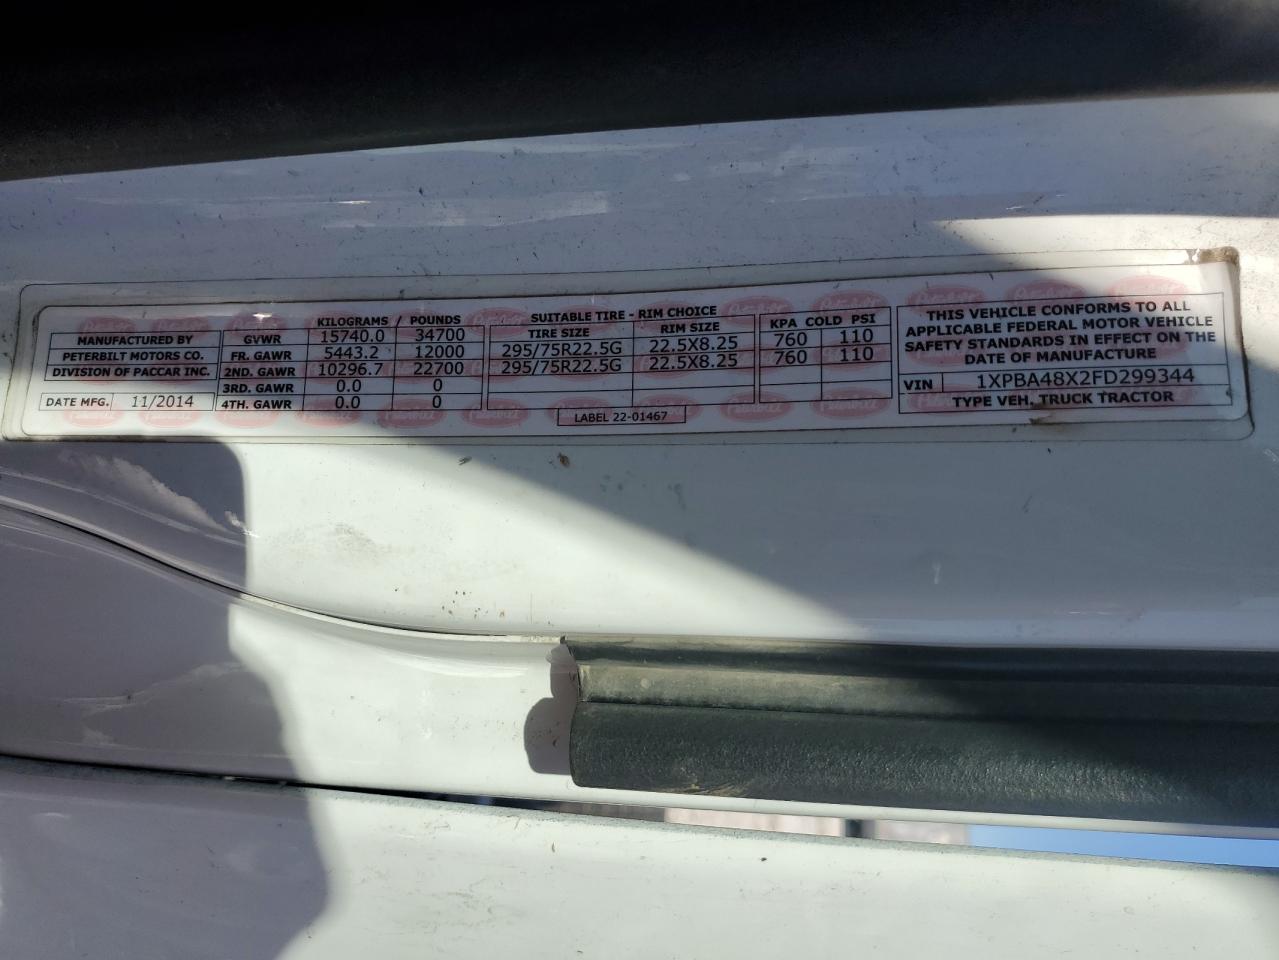 MANUFACTURED BY
PETERBILT MOTORS CO.
DIVISION OF PACCAR INC.
DATE MFG. 11/2014
KILOGRAMS / POUNDS
GVWR 15740.0 34700
FR. GAWR 5443.2 12000
2ND. GAWR 10296.7 22700
3RD. GAWR 0.0 0
4TH. GAWR 0.0 0
SUITABLE TIRE - RIM CHOICE
TIRE SIZE RIM SIZE KPA COLD PSI
295/75R22.5G 22.5X8.25 760 110
295/75R22.5G 22.5X8.25 760 110
LABEL 22-01467
THIS VEHICLE CONFORMS TO ALL
APPLICABLE FEDERAL MOTOR VEHICLE
SAFETY STANDARDS IN EFFECT ON THE
DATE OF MANUFACTURE
VIN 1XPBA48X2FD299344
TYPE VEH. TRUCK TRACTOR